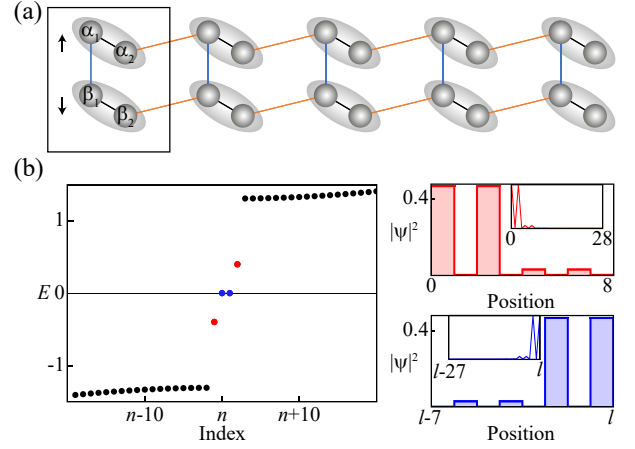 (a)
↑ α1 α2
↓ β1 β2
(b)
1
E 0
-1
n-10 n n+10
Index
0.4
|ψ|²
0 28
0 8
Position
0.4
|ψ|²
l-27 l
l-7 l
Position